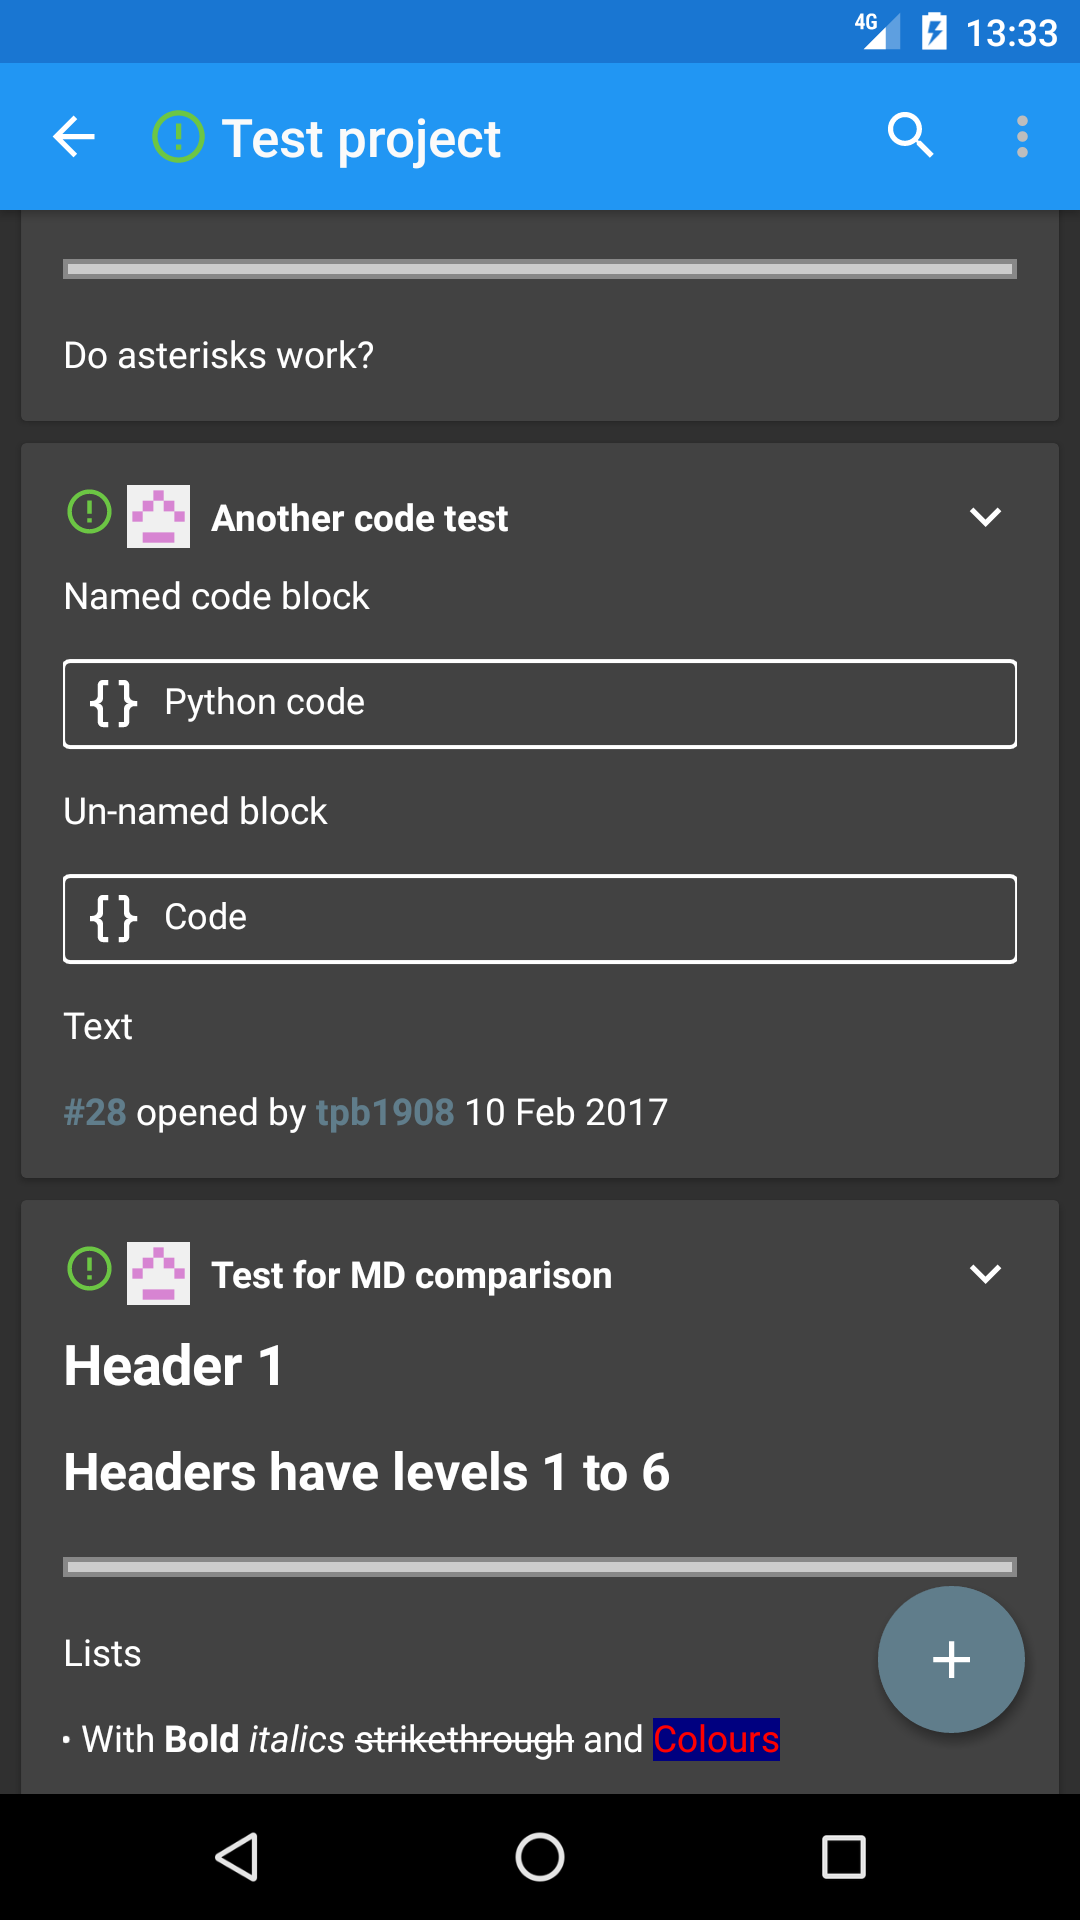 4G 13:33
Test project
Do asterisks work?
Another code test
Named code block
{} Python code
Un-named block
{} Code
Text
#28 opened by tpb1908 10 Feb 2017
Test for MD comparison
Header 1
Headers have levels 1 to 6
Lists
• With Bold italics strikethrough and Colours